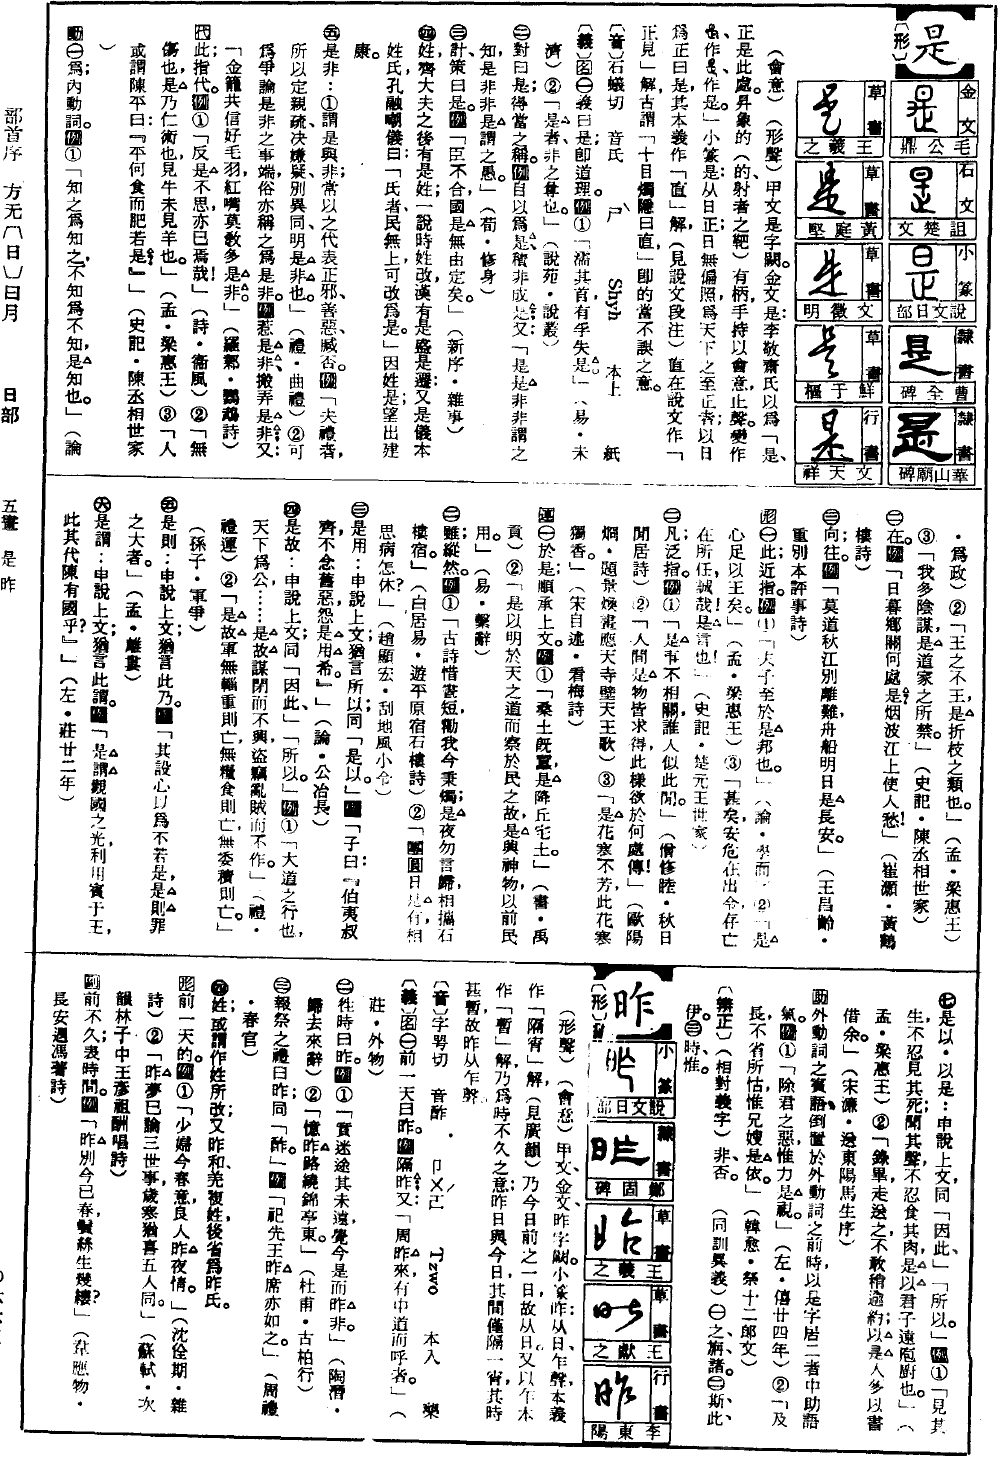 是
〔形〕
金文
毛公鼎
石文
詛楚文
小篆
說文日部
隸書
曹全碑
隸書
華山廟碑
草書
王羲之
草書
黃庭堅
草書
文徵明
草書
鮮于樞
行書
文天祥
（會意）（形聲）甲文是字闕。金文是：李敬齋氏以爲「是、
正是此處昇象的（的射者之靶）有柄，手持以會意止聲。變作
、作是。」小篆是：从日正，日無偏照，爲天下之至正者；以日
爲正曰是，其本義作「直」解（見說文段注）直在說文作「
正見」解，古謂「十目燭隱曰直」，即的當不誤之意。
〔音〕石蟻切　音氏　ㄕˋ　Shyh　本上　紙
〔義〕名㊀義曰是；卽道理。例①「濡其首，有孚失是。」（易・未
濟）②「是者非之尊也。」（說苑・說叢）
㊁對曰是；得當之稱。例自以爲是；積非成是。又「是是非非謂之
知，是非非是謂之愚。」（荀・修身）
㊂計策曰是。例「臣不合，國是無由定矣。」（新序・雜事）
㊃姓，齊大夫之後有是姓；一說時姓改。漢有是盛是遵。又是儀本
姓氏，孔融嘲儀曰：「氏者民無上，可改爲是。」因姓是，望出建
康。
㊄是非：①謂是與非，常以之代表正邪、善惡、臧否。例「夫禮者，
所以定親疏、決嫌疑、別異同、明是非也。」（禮・曲禮）②可
爲爭論是非之事端，俗亦稱之爲是非。例惹是非；搬弄是非。又：
「金籠共信好毛羽，紅嘴莫敎多是非。」（羅鄴・鸚鵡詩）
代此；指代。例①「反是不思，亦已焉哉！」（詩・衞風）②「無
傷也，是乃仁術也，見牛未見羊也。」（孟・梁惠王）③「人
或謂陳平曰：『平何食而肥若是』」（史記・陳丞相世家
）
動㊀爲；內動詞。例①「知之爲知之，不知爲不知，是知也。」（論
・爲政）②「王之不王，是折枝之類也。」（孟・梁惠王）
③「我多陰謀，是道家之所禁。」（史記・陳丞相世家）
㊁在。例「日暮鄉關何處是，烟波江上使人愁！」（崔灝・黃鶴
樓詩）
㊂向往。例「莫道秋江別離難，舟船明日是長安。」（王昌齡・
重別本許事詩）
形㊀此；近指。例①「夫子至於是邦也。」（論・學而）②「是
心足以王矣。」（孟・梁惠王）③「甚矣，安危在出令，存亡
在所任，誠哉是言也！」（史記・楚元王世家）
㊁凡；泛指。例①「是有不相關，誰人似此閒。」（僧修睦・秋日
閒居詩）②「人間是物皆求得，此樣欲於何處傳！」（歐陽
烱・題景煥畫應天寺壁天王歌）③「是花寒不芳，此花寒
獨香。」（宋自述・看梅詩）
連㊀於是；順承上文。例①「桑土旣蠶，是降丘宅土。」（書・禹
貢）②「是以明於天之道而察於民之故，是興神物以前民
用。」（易・繫辭）
㊁雖；縱然。例①「古詩惜晝短，勸我令秉燭；是夜勿言歸，相攜石
樓宿。」（白居易・遊平原宿石樓詩）②「團圓日是有，相
思病怎休？」（趙顯宏・刮地風小令）
㊂是用：申說上文，猶言所以，同「是以。」例「子曰：『伯夷叔
齊，不念舊惡，怨是用希。』」（論・公冶長）
㊃是故：申說上文，同「因此、」「所以。」例①「大道之行也，
天下爲公……是故謀閉而不興，盜竊亂賊而不作。」（禮・
禮運）②「是故軍無輜重則亡，無糧食則亡，無委積則亡。」
（孫子・軍爭）
㊄是則：申說上文，猶言此乃。例「其設心以爲不若是，是則罪
之大者。」（孟・離婁）
㊅是謂：申說上文，猶言此謂。例「是謂觀國之光，利用賓于王，
此其代陳有國乎？」（左・莊廿二年）
㊆是以・以是：申說上文，同「因此、」「所以。」例①「見其
生不忍見其死，聞其聲不忍食其肉，是以君子遠庖廚也。」（
孟・梁惠王）②「錄畢，走送之，不敢稍逾約；以是人多以書
借余。」（宋濂・送東陽馬生序）
助外動詞之賓語倒置於外動詞之前時，以是字居二者中助語
氣。例①「除君之惡，惟力是視。」（左・僖廿四年）②「及
長，不省所怙，惟兄嫂是依。」（韓愈・祭十二郎文）
〔辨正〕（相對義字）非、否。（同訓異義）㊀之、旃、諸。㊁斯、此、
伊。㊂時、惟。
昨
〔形〕
小篆
說文日部
隸書
鄭固碑
草書
王羲之
草書
王獻之
行書
李東陽
（形聲）（會意）甲文、金文昨字闕。小篆昨：从日，乍聲，本義
作「隔宵」解（見廣韻）乃今日前之一日，故从日。又以乍本
作「暫」解，乃爲時不久之意；昨日與今日，其間僅隔一宵，其時
甚暫，故昨从乍聲。
〔音〕字咢切　音酢　ㄗㄨㄛˊ　Tzwo　本入　藥
〔義〕名㊀前一天曰昨。例隔昨。又：「周昨來，有中道而呼者。」（
莊・外物）
㊁往時曰昨。例①「實迷途其未遠，覺今是而昨非。」（陶潛・
歸去來辭）②「憶昨路繞錦亭東。」（杜甫・古柏行）
㊂報祭之禮曰昨，同「酢。」例「祀先王昨席亦如之。」（周禮
・春官）
㊃姓，或謂作姓所改。又昨和，羌複姓，後省爲昨氏。
形前一天的。例①「少婦今春意，良人昨夜情。」（沈佺期・雜
詩）②「昨夢已論三世事，歲寒猶喜五人同。」（蘇軾・次
韻林子中王彥祖酬唱詩）
副前不久；表時間。例「昨別今已春，鬢絲生幾縷？」（韋應物・
長安遇馮著詩）
部首序　方无日曰月　日部　五畫　是昨